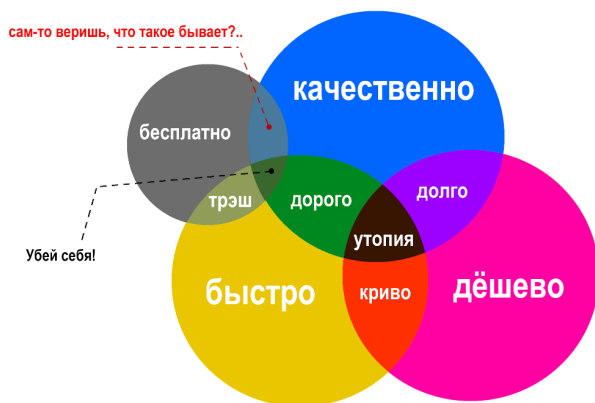 сам-то веришь, что такое бывает?..
качественно
бесплатно
трэш
дорого
долго
утопия
Убей себя!
быстро
криво
дёшево